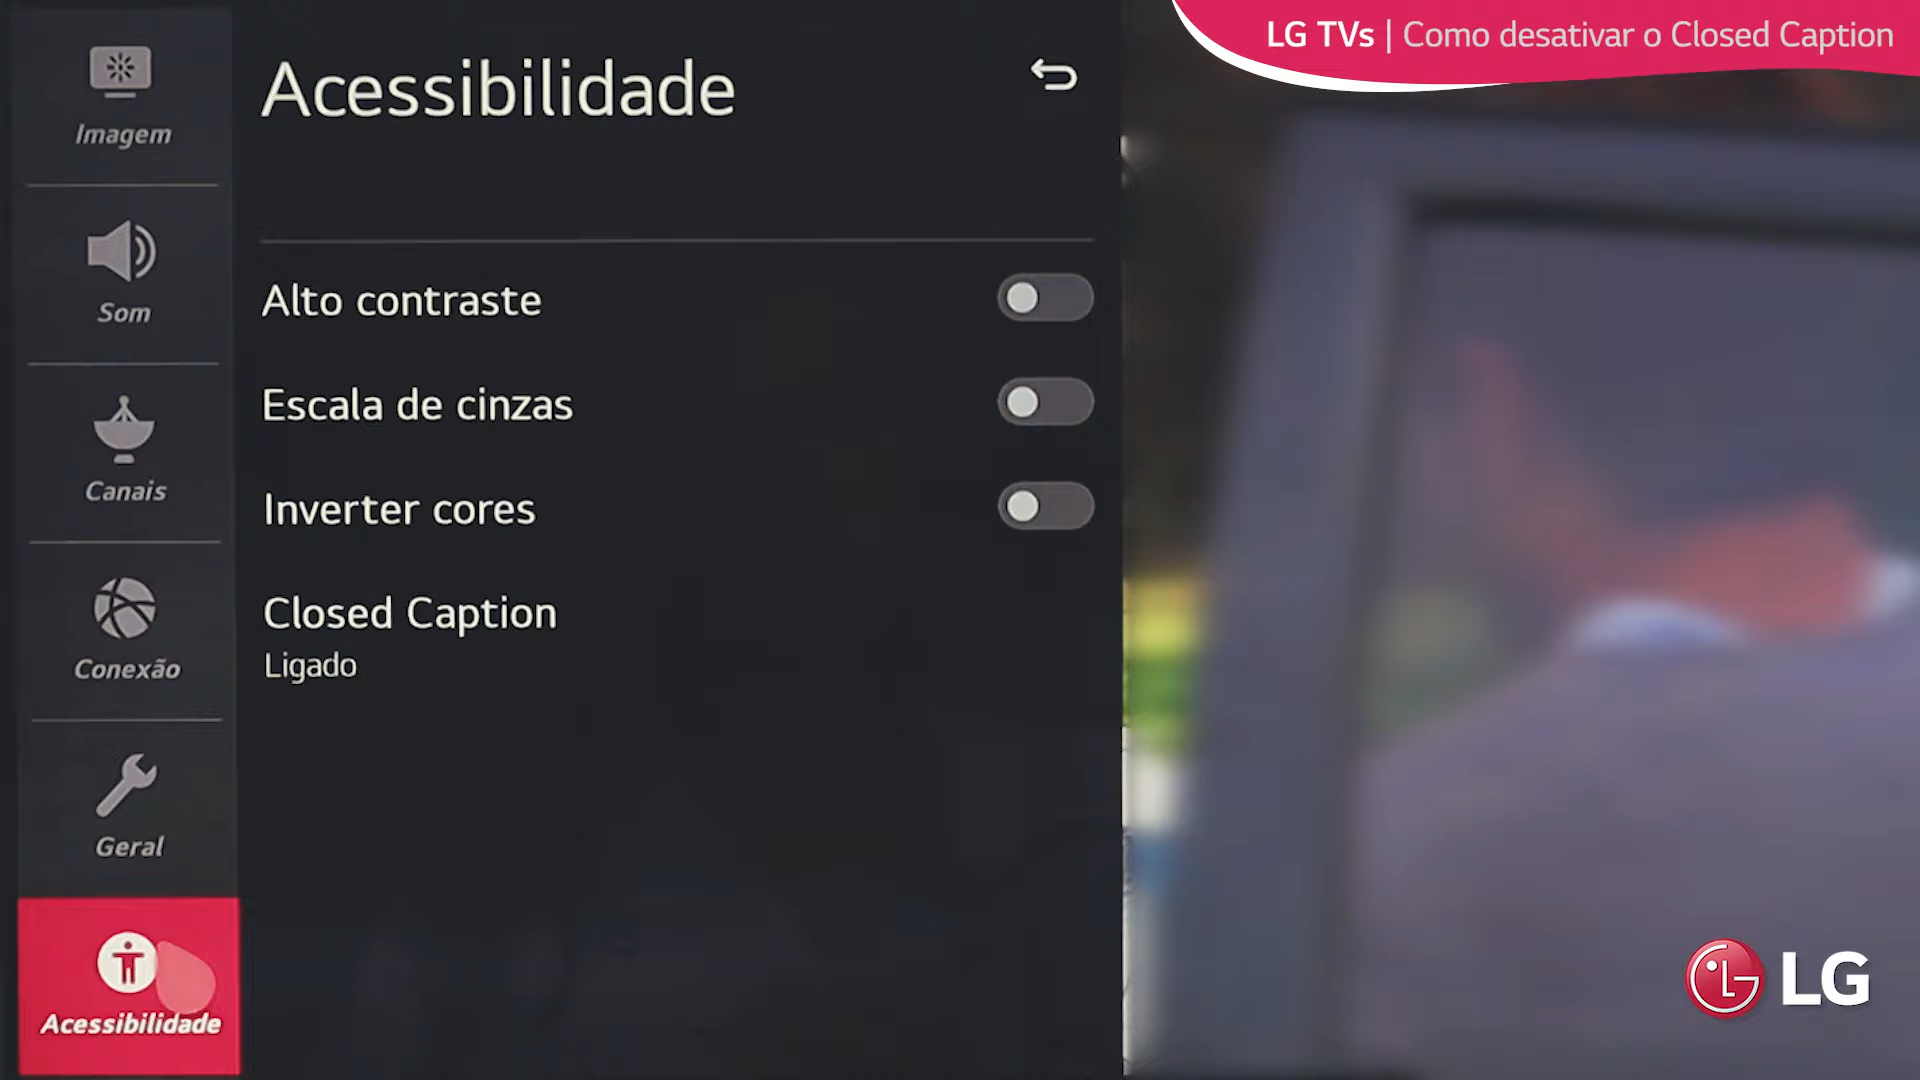 LG TVs | Como desativar o Closed Caption
Imagem
Som
Canais
Conexão
Geral
Acessibilidade
Acessibilidade
Alto contraste
Escala de cinzas
Inverter cores
Closed Caption
Ligado
LG